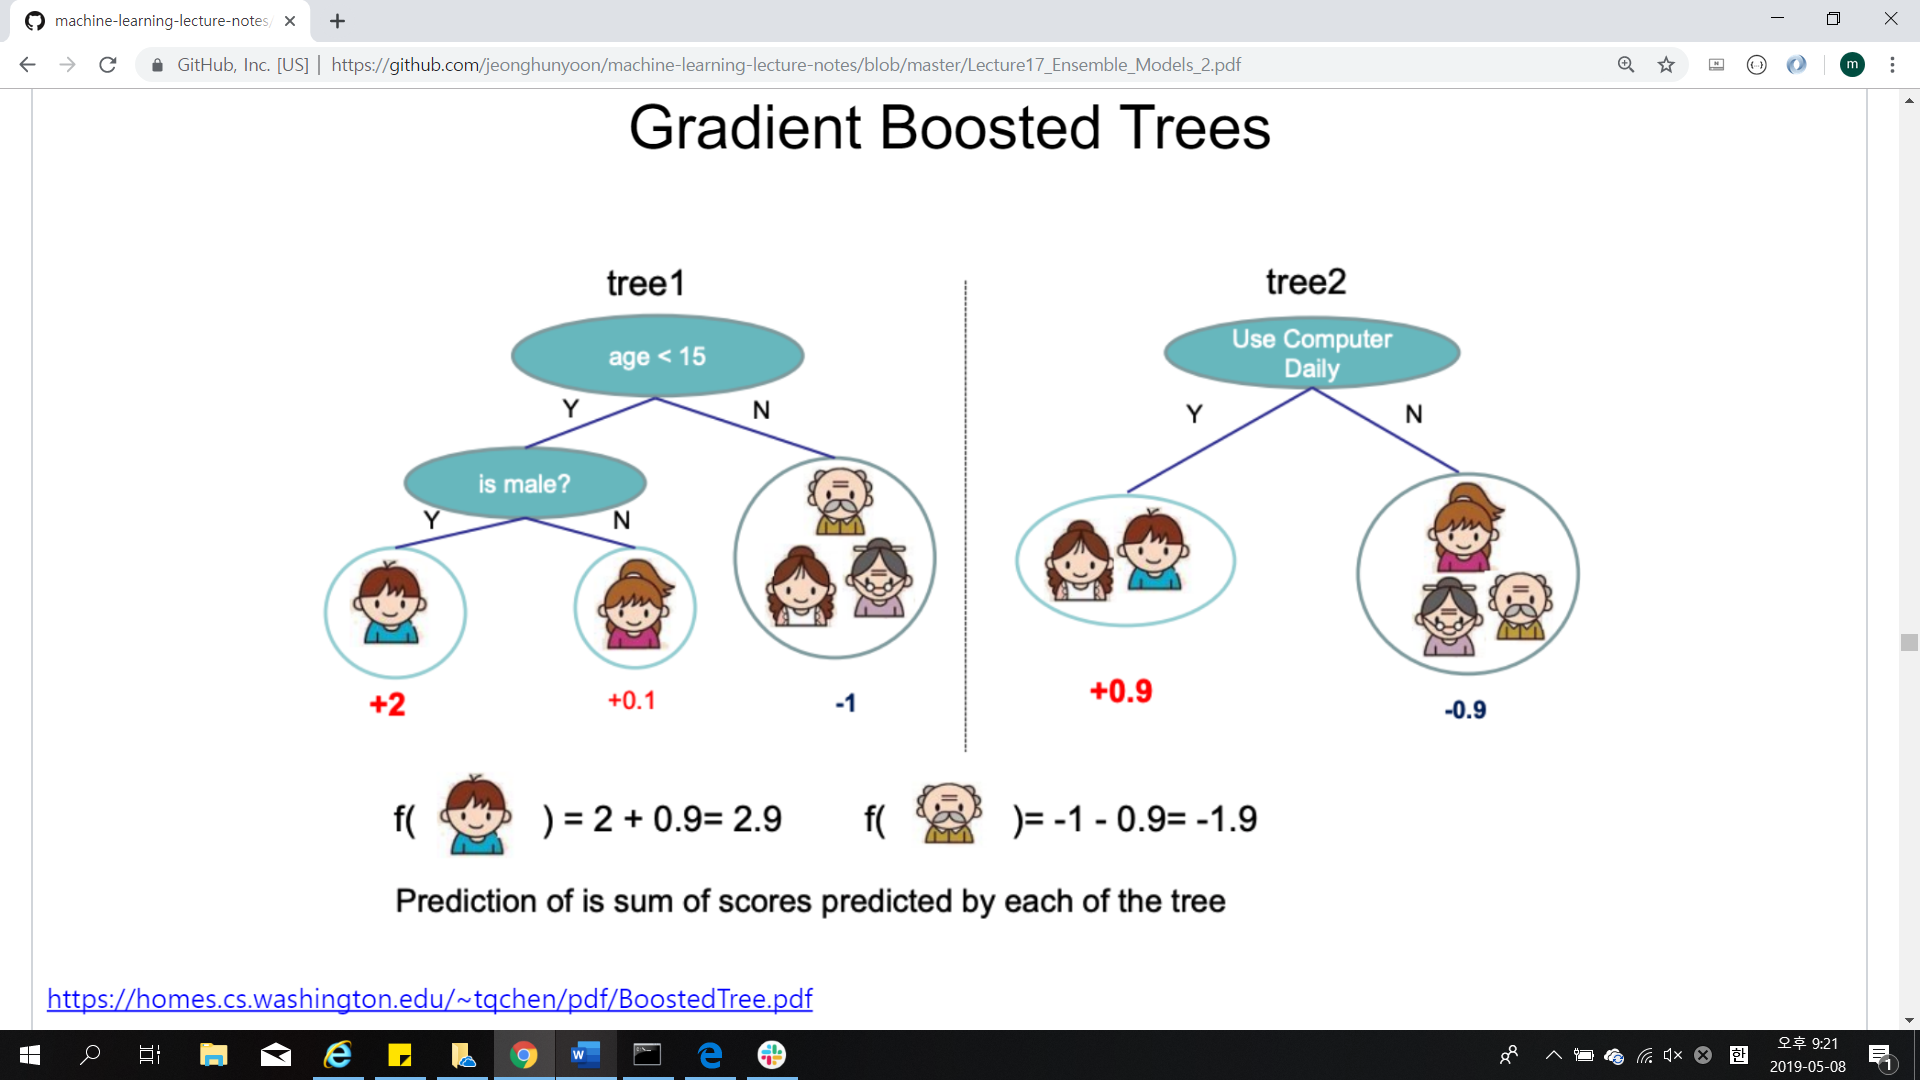 machine-learning-lecture-notes/
GitHub, Inc. [US] | https://github.com/jeonghunyoon/machine-learning-lecture-notes/blob/master/Lecture17_Ensemble_Models_2.pdf
m
Gradient Boosted Trees
tree1
tree2
age < 15
Use Computer
Daily
Y
N
Y
N
is male?
Y
N
+2
+0.1
-1
+0.9
-0.9
f( ) = 2 + 0.9= 2.9
f( )= -1 - 0.9= -1.9
Prediction of is sum of scores predicted by each of the tree
https://homes.cs.washington.edu/~tqchen/pdf/BoostedTree.pdf
한
오후 9:21
2019-05-08
1